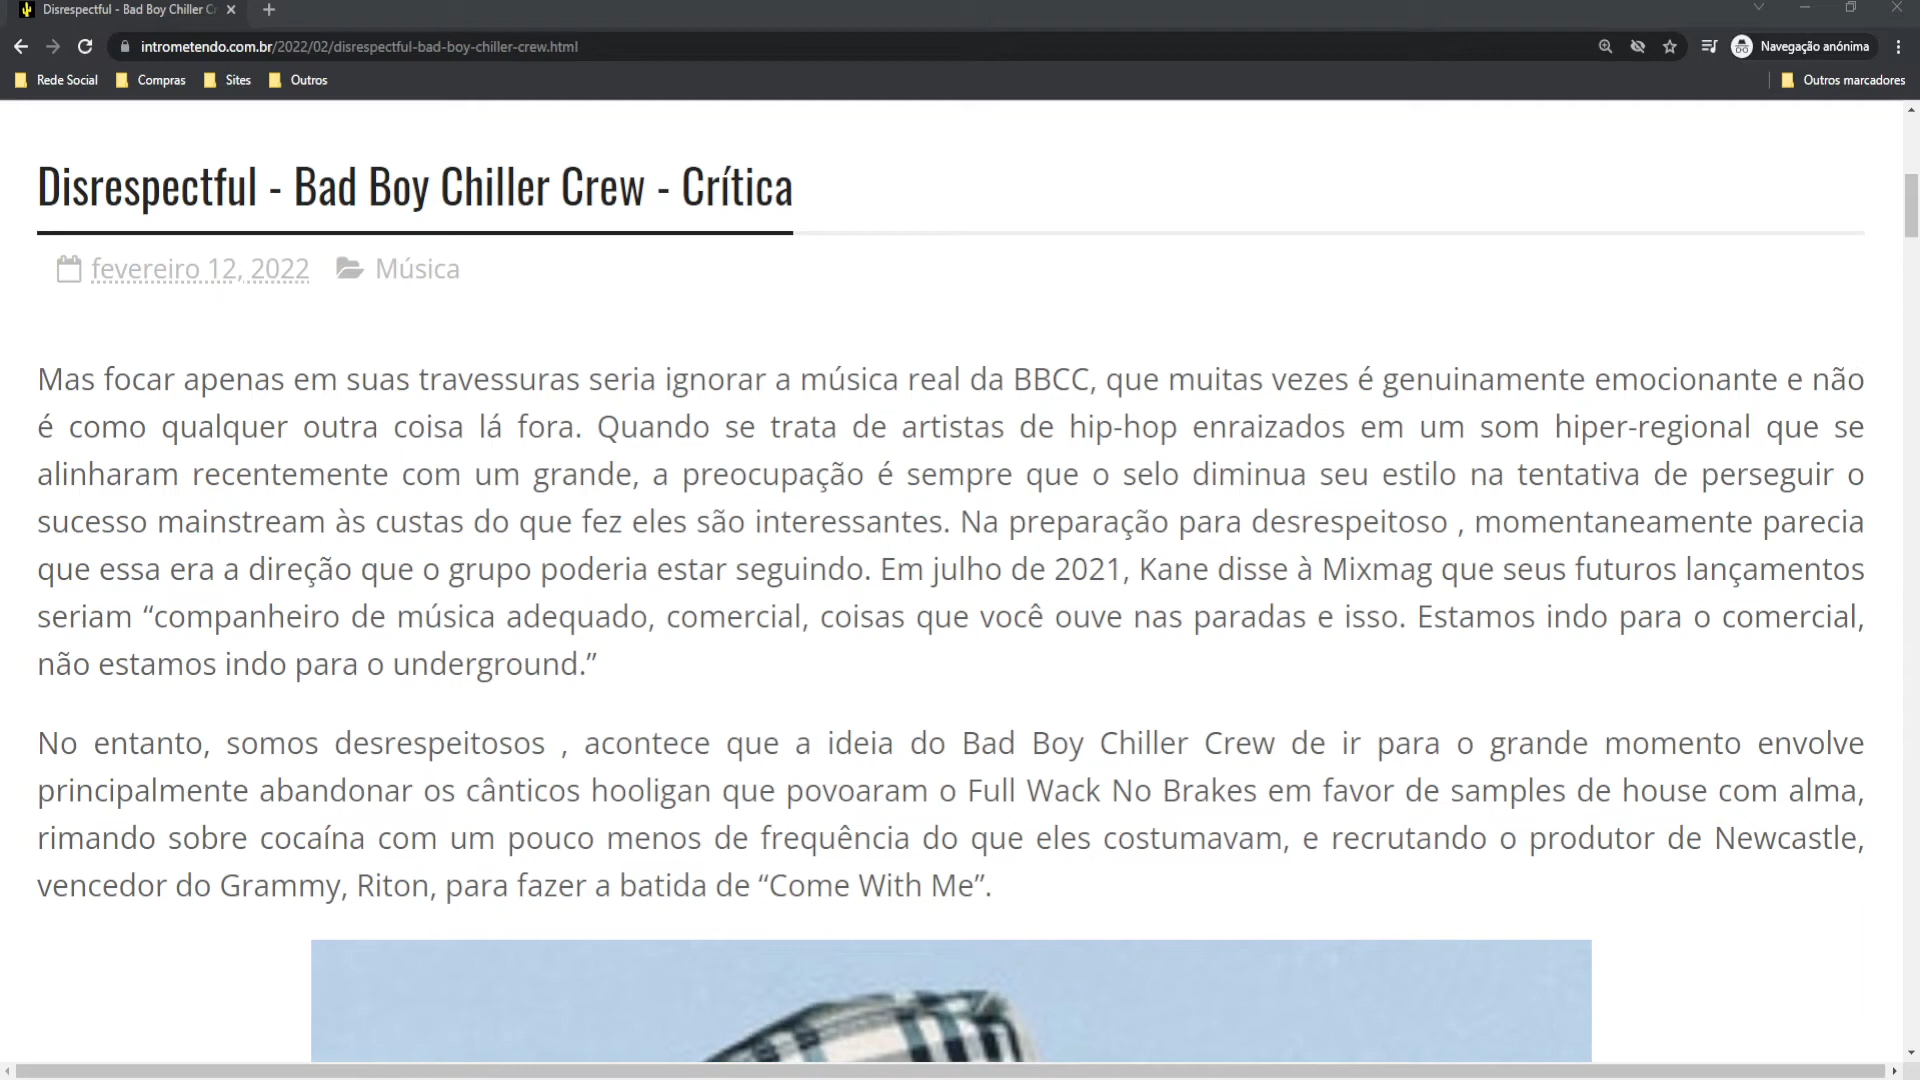 Disrespectful - Bad Boy Chiller Cr
intrometendo.com.br/2022/02/disrespectful-bad-boy-chiller-crew.html
Navegação anónima
Rede Social
Compras
Sites
Outros
Outros marcadores
Disrespectful - Bad Boy Chiller Crew - Crítica
fevereiro 12, 2022
Música
Mas focar apenas em suas travessuras seria ignorar a música real da BBCC, que muitas vezes é genuinamente emocionante e não
é como qualquer outra coisa lá fora. Quando se trata de artistas de hip-hop enraizados em um som hiper-regional que se
alinharam recentemente com um grande, a preocupação é sempre que o selo diminua seu estilo na tentativa de perseguir o
sucesso mainstream às custas do que fez eles são interessantes. Na preparação para desrespeitoso , momentaneamente parecia
que essa era a direção que o grupo poderia estar seguindo. Em julho de 2021, Kane disse à Mixmag que seus futuros lançamentos
seriam “companheiro de música adequado, comercial, coisas que você ouve nas paradas e isso. Estamos indo para o comercial,
não estamos indo para o underground.”
No entanto, somos desrespeitosos , acontece que a ideia do Bad Boy Chiller Crew de ir para o grande momento envolve
principalmente abandonar os cânticos hooligan que povoaram o Full Wack No Brakes em favor de samples de house com alma,
rimando sobre cocaína com um pouco menos de frequência do que eles costumavam, e recrutando o produtor de Newcastle,
vencedor do Grammy, Riton, para fazer a batida de “Come With Me”.